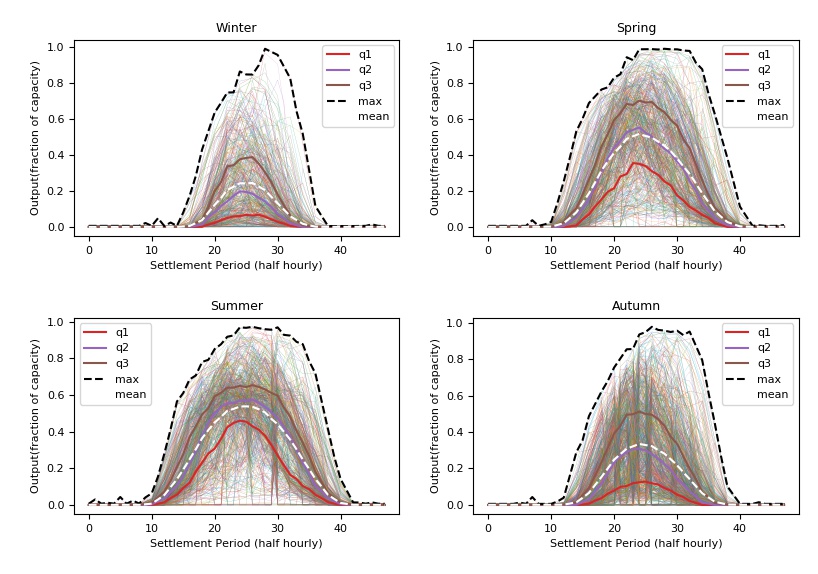 Winter
Output(fraction of capacity)
1.0
0.8
0.6
0.4
0.2
0.0
q1
q2
q3
max
mean
0 10 20 30 40
Settlement Period (half hourly)
Spring
Output(fraction of capacity)
1.0
0.8
0.6
0.4
0.2
0.0
q1
q2
q3
max
mean
0 10 20 30 40
Settlement Period (half hourly)
Summer
Output(fraction of capacity)
1.0
0.8
0.6
0.4
0.2
0.0
q1
q2
q3
max
mean
0 10 20 30 40
Settlement Period (half hourly)
Autumn
Output(fraction of capacity)
1.0
0.8
0.6
0.4
0.2
0.0
q1
q2
q3
max
mean
0 10 20 30 40
Settlement Period (half hourly)